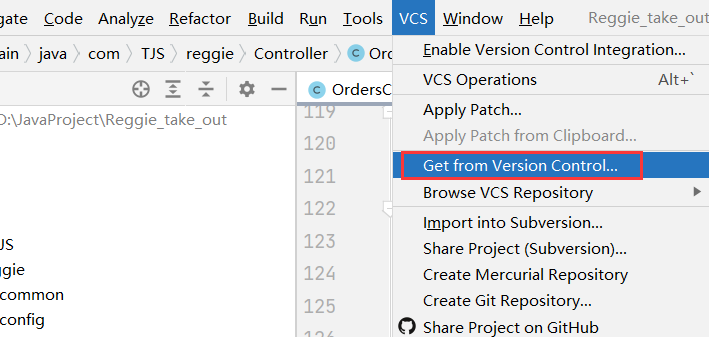 gate Code Analyze Refactor Build Run Tools VCS Window Help Reggie_take_out
ain java com TJS reggie Controller C Or
D:\JavaProject\Reggie_take_out
C OrdersC
119
120
121
122
123
124
125
126
JS
ggie
common
config
Enable Version Control Integration...
VCS Operations Alt+`
Apply Patch...
Apply Patch from Clipboard...
Get from Version Control...
Browse VCS Repository
Import into Subversion...
Share Project (Subversion)...
Create Mercurial Repository
Create Git Repository...
Share Project on GitHub